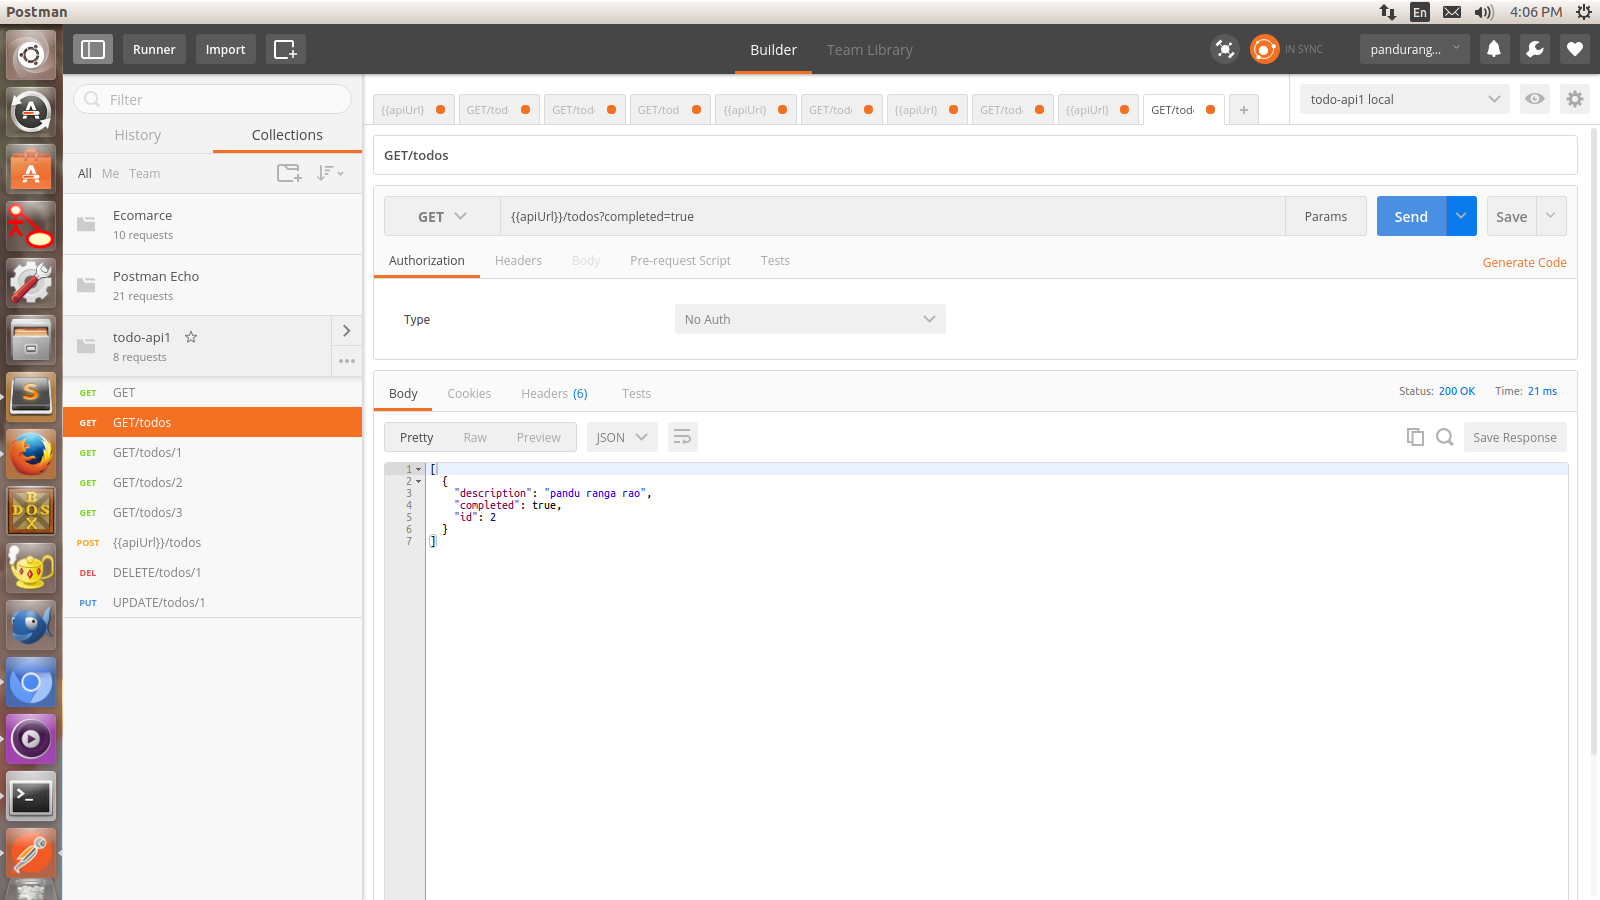 Postman
En
4:06 PM
Runner
Import
Builder
Team Library
IN SYNC
pandurang...
Filter
History
Collections
All Me Team
Ecomarce
10 requests
Postman Echo
21 requests
todo-api1
8 requests
GET GET
GET GET/todos
GET GET/todos/1
GET GET/todos/2
GET GET/todos/3
POST {{apiUrl}}/todos
DEL DELETE/todos/1
PUT UPDATE/todos/1
{{apiUrl} GET/tod GET/tod GET/tod {{apiUrl} GET/tod {{apiUrl} GET/tod {{apiUrl} GET/tod +
todo-api1 local
GET/todos
GET
{{apiUrl}}/todos?completed=true
Params
Send
Save
Authorization Headers Body Pre-request Script Tests
Generate Code
Type
No Auth
Body Cookies Headers (6) Tests
Status: 200 OK Time: 21 ms
Pretty Raw Preview JSON
Save Response
1 [
2 {
3 "description": "pandu ranga rao",
4 "completed": true,
5 "id": 2
6 }
7 ]
S
BOX
DOS
>_